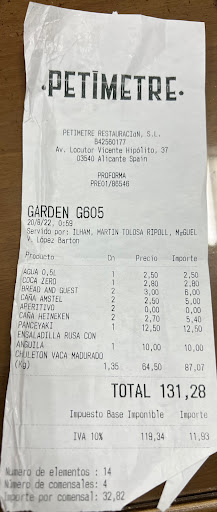 ·PETÍMETRE·
PETIMETRE RESTAURACIoN, S.L.
B42560177
Av. Locutor Vicente Hipólito, 37
03540 Alicante Spain
PROFORMA
PRE01/86546
GARDEN G605
20/8/22, 0:59
Servido por: ILHAM, MARTIN TOLOSA RIPOLL, MıGUEL
V. López Barton
Producto Un Precio Importe
AGUA 0,5L 1 2,50 2,50
COCA ZERO 1 2,80 2,80
BREAD AND GUEST 2 3,00 6,00
CAÑA AMSTEL 2 2,50 5,00
APERITIVO 2 0,00 0,00
CAÑA HEINEKEN 2 2,70 5,40
PANCEYAKI 1 12,50 12,50
ENSALADILLA RUSA CON
ANGUILA 1 10,00 10,00
CHULETON VACA MADURADO
(Kg) 1,35 64,50 87,07
TOTAL 131,28
Impuesto Base Imponible Importe
IVA 10% 119,34 11,93
Número de elementos : 14
Número de comensales: 4
Importe por comensal: 32,82